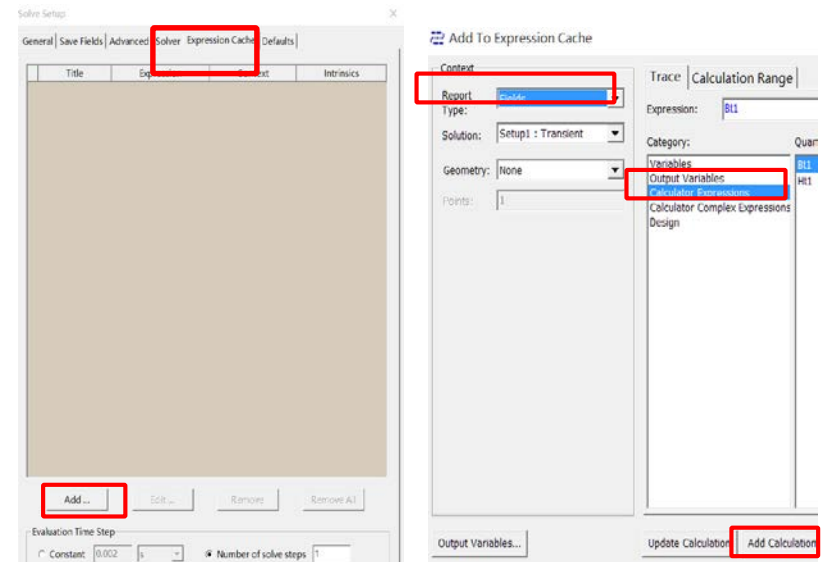 Solve Setup
General Save Fields Advanced Solver Expression Cache Defaults
Title Expression Context Intrinsics
Add ... Edit ... Remove Remove All
Evaluation Time Step
Constant 0.002 s Number of solve steps 1
Add To Expression Cache
Context
Report Type: Fields
Solution: Setup1 : Transient
Geometry: None
Points: 1
Output Variables...
Trace Calculation Range
Expression: Bt1
Category:
Variables
Output Variables
Calculator Expressions
Calculator Complex Expressions
Design
Quan
Bt1
Ht1
Update Calculation Add Calculation